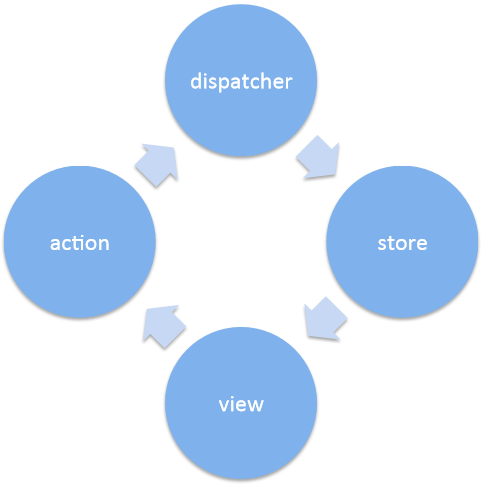 dispatcher
action
store
view